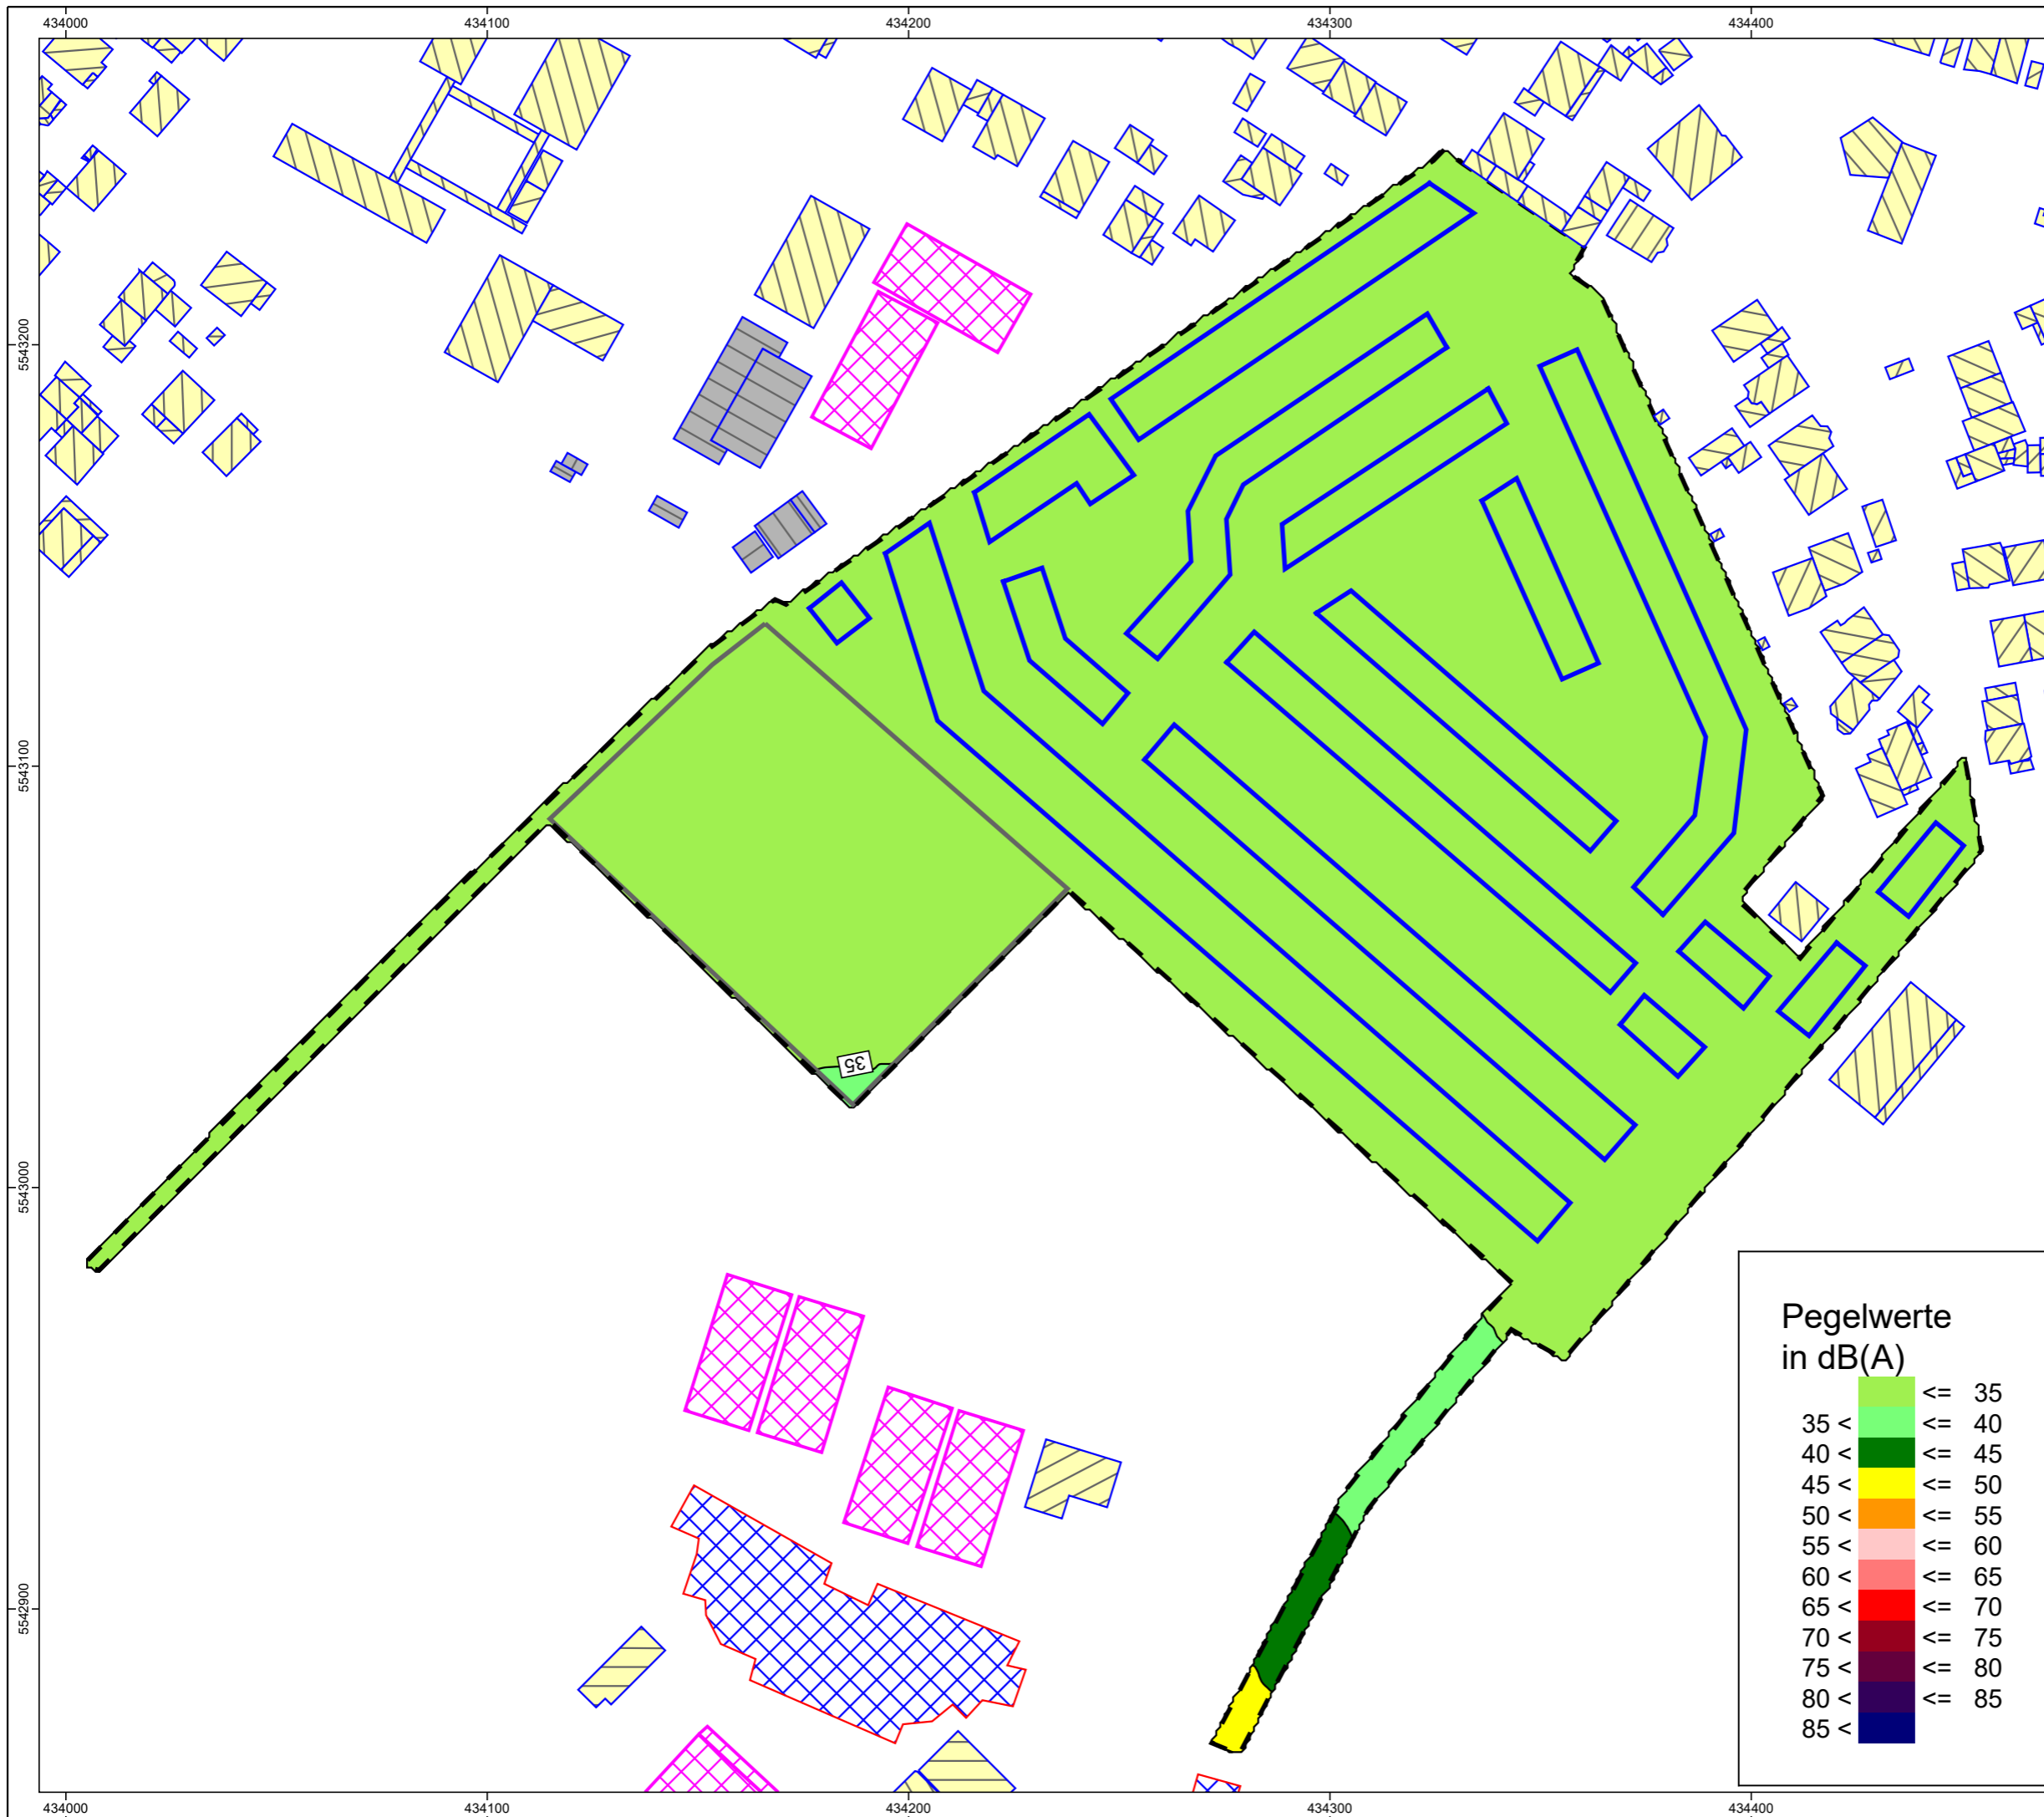 434000 434100 434200 434300 434400
5543200
5543100
35
5543000
Pegelwerte
in dB(A)
<= 35
35 < <= 40
40 < <= 45
45 < <= 50
50 < <= 55
55 < <= 60
60 < <= 65
65 < <= 70
70 < <= 75
75 < <= 80
80 < <= 85
85 <
5542900
434000 434100 434200 434300 434400